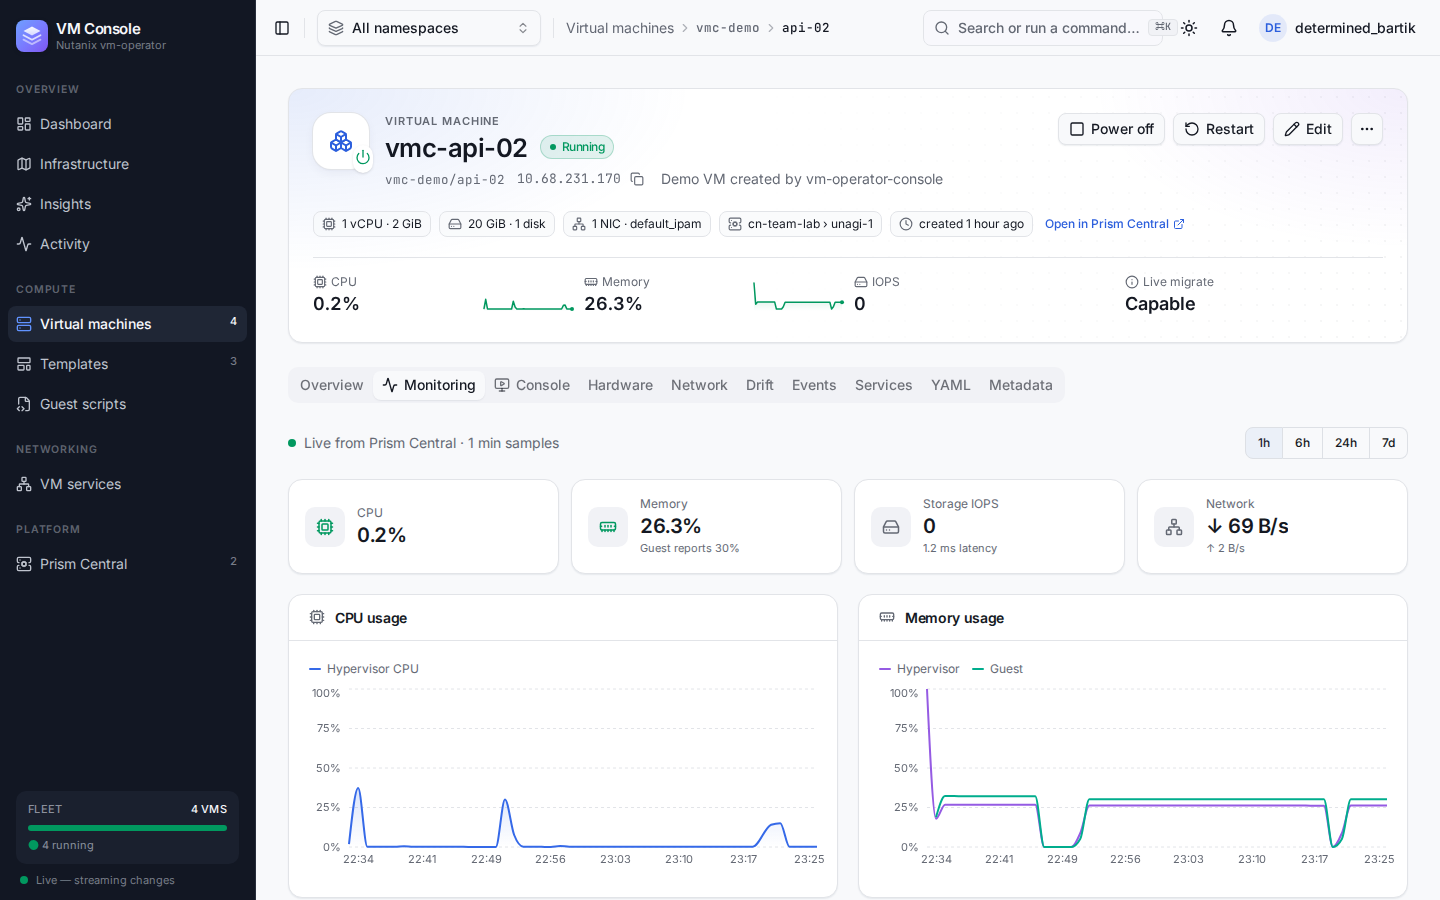 VM Console
Nutanix vm-operator
OVERVIEW
Dashboard
Infrastructure
Insights
Activity
COMPUTE
Virtual machines 4
Templates 3
Guest scripts
NETWORKING
VM services
PLATFORM
Prism Central 2
FLEET 4 VMS
4 running
Live — streaming changes
All namespaces
Virtual machines > vmc-demo > api-02
Search or run a command... ⌘K
DE determined_bartik
VIRTUAL MACHINE
vmc-api-02 Running
vmc-demo/api-02 10.68.231.170 Demo VM created by vm-operator-console
Power off Restart Edit ...
1 vCPU · 2 GiB 20 GiB · 1 disk 1 NIC · default_ipam cn-team-lab › unagi-1 created 1 hour ago Open in Prism Central
CPU Memory IOPS Live migrate
0.2% 26.3% 0 Capable
Overview Monitoring Console Hardware Network Drift Events Services YAML Metadata
Live from Prism Central · 1 min samples
1h 6h 24h 7d
CPU
0.2%
Memory
26.3%
Guest reports 30%
Storage IOPS
0
1.2 ms latency
Network
↓ 69 B/s
↑ 2 B/s
CPU usage
Hypervisor CPU
100%
75%
50%
25%
0%
22:34 22:41 22:49 22:56 23:03 23:10 23:17 23:25
Memory usage
Hypervisor Guest
100%
75%
50%
25%
0%
22:34 22:41 22:49 22:56 23:03 23:10 23:17 23:25